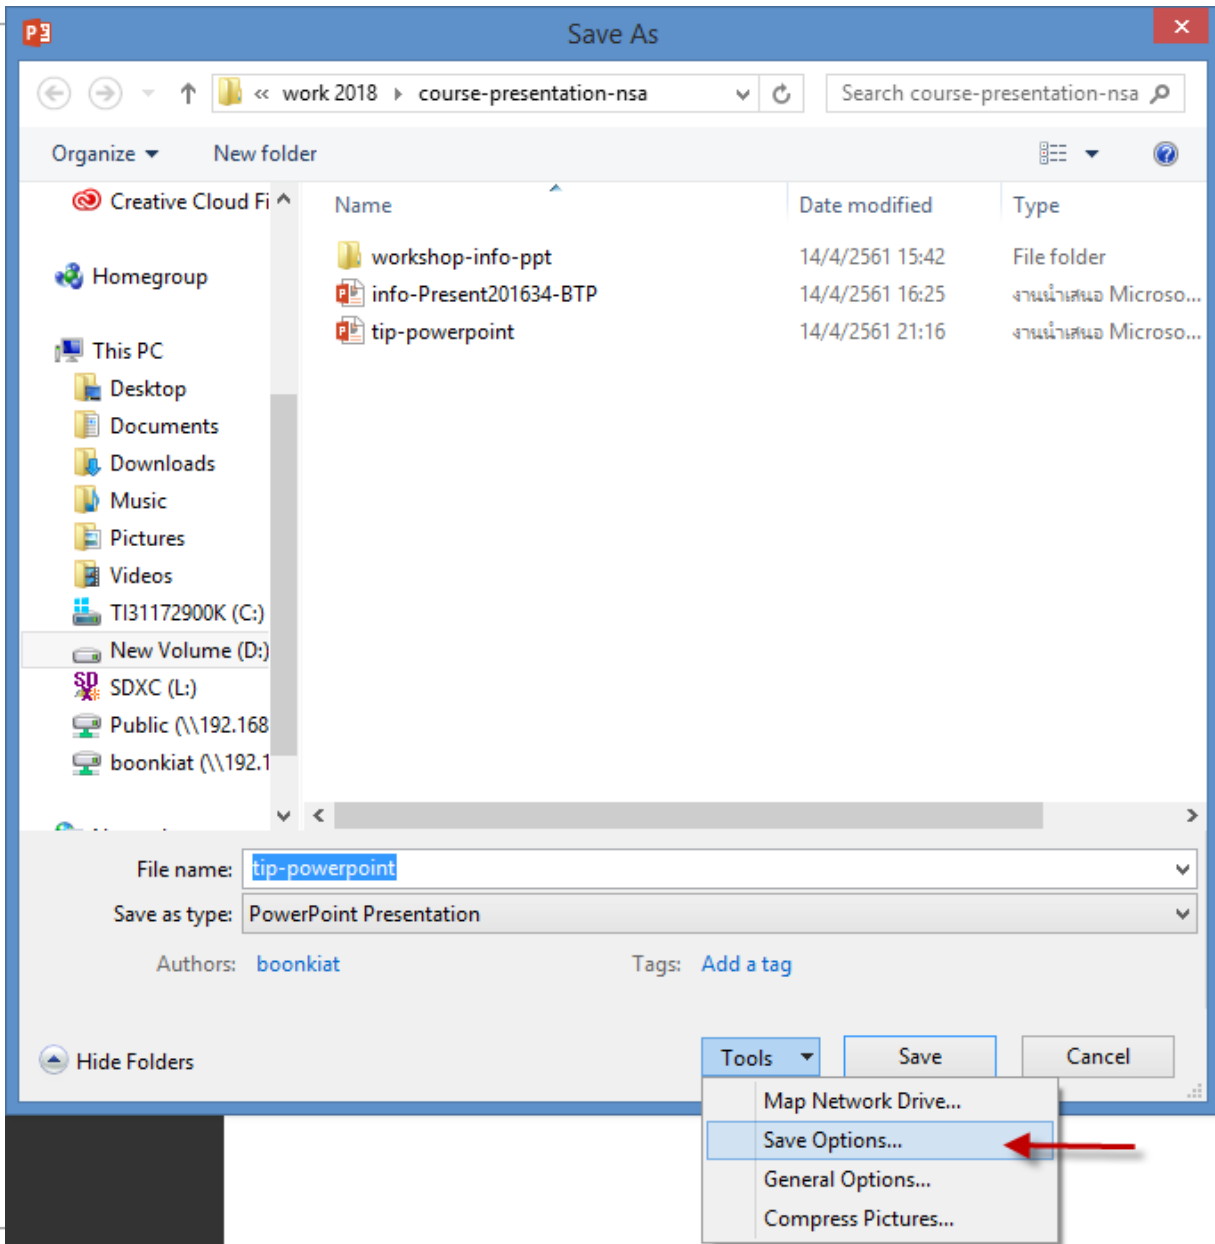 Save As
« work 2018 course-presentation-nsa Search course-presentation-nsa
Organize New folder
Creative Cloud Fi
Homegroup
This PC
Desktop
Documents
Downloads
Music
Pictures
Videos
TI31172900K (C:)
New Volume (D:)
SDXC (L:)
Public (\\192.168
boonkiat (\\192.1
Name Date modified Type
workshop-info-ppt 14/4/2561 15:42 File folder
info-Present201634-BTP 14/4/2561 16:25 งานนำเสนอ Microso...
tip-powerpoint 14/4/2561 21:16 งานนำเสนอ Microso...
File name: tip-powerpoint
Save as type: PowerPoint Presentation
Authors: boonkiat Tags: Add a tag
Hide Folders Tools Save Cancel
Map Network Drive...
Save Options...
General Options...
Compress Pictures...